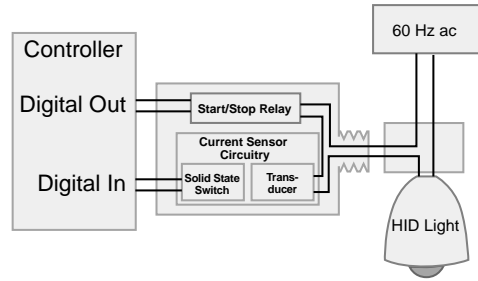 60 Hz ac
Controller
Digital Out
Start/Stop Relay
Current Sensor
Circuitry
Digital In
Solid State
Switch
Trans-
ducer
HID Light